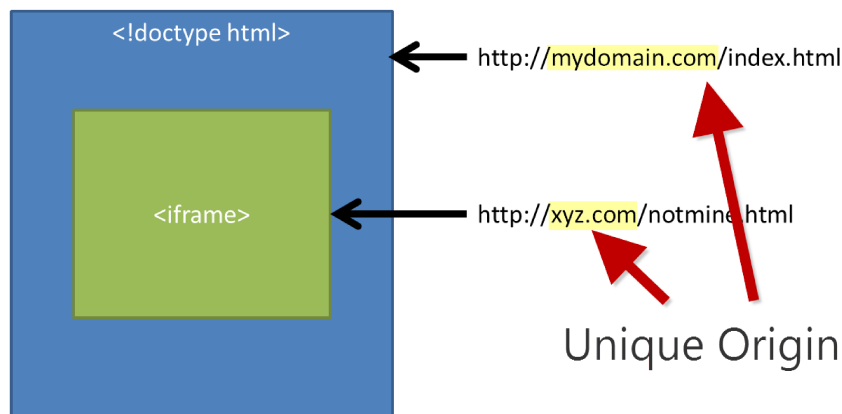 <!doctype html>
http://mydomain.com/index.html
<iframe>
http://xyz.com/notmine.html
Unique Origin